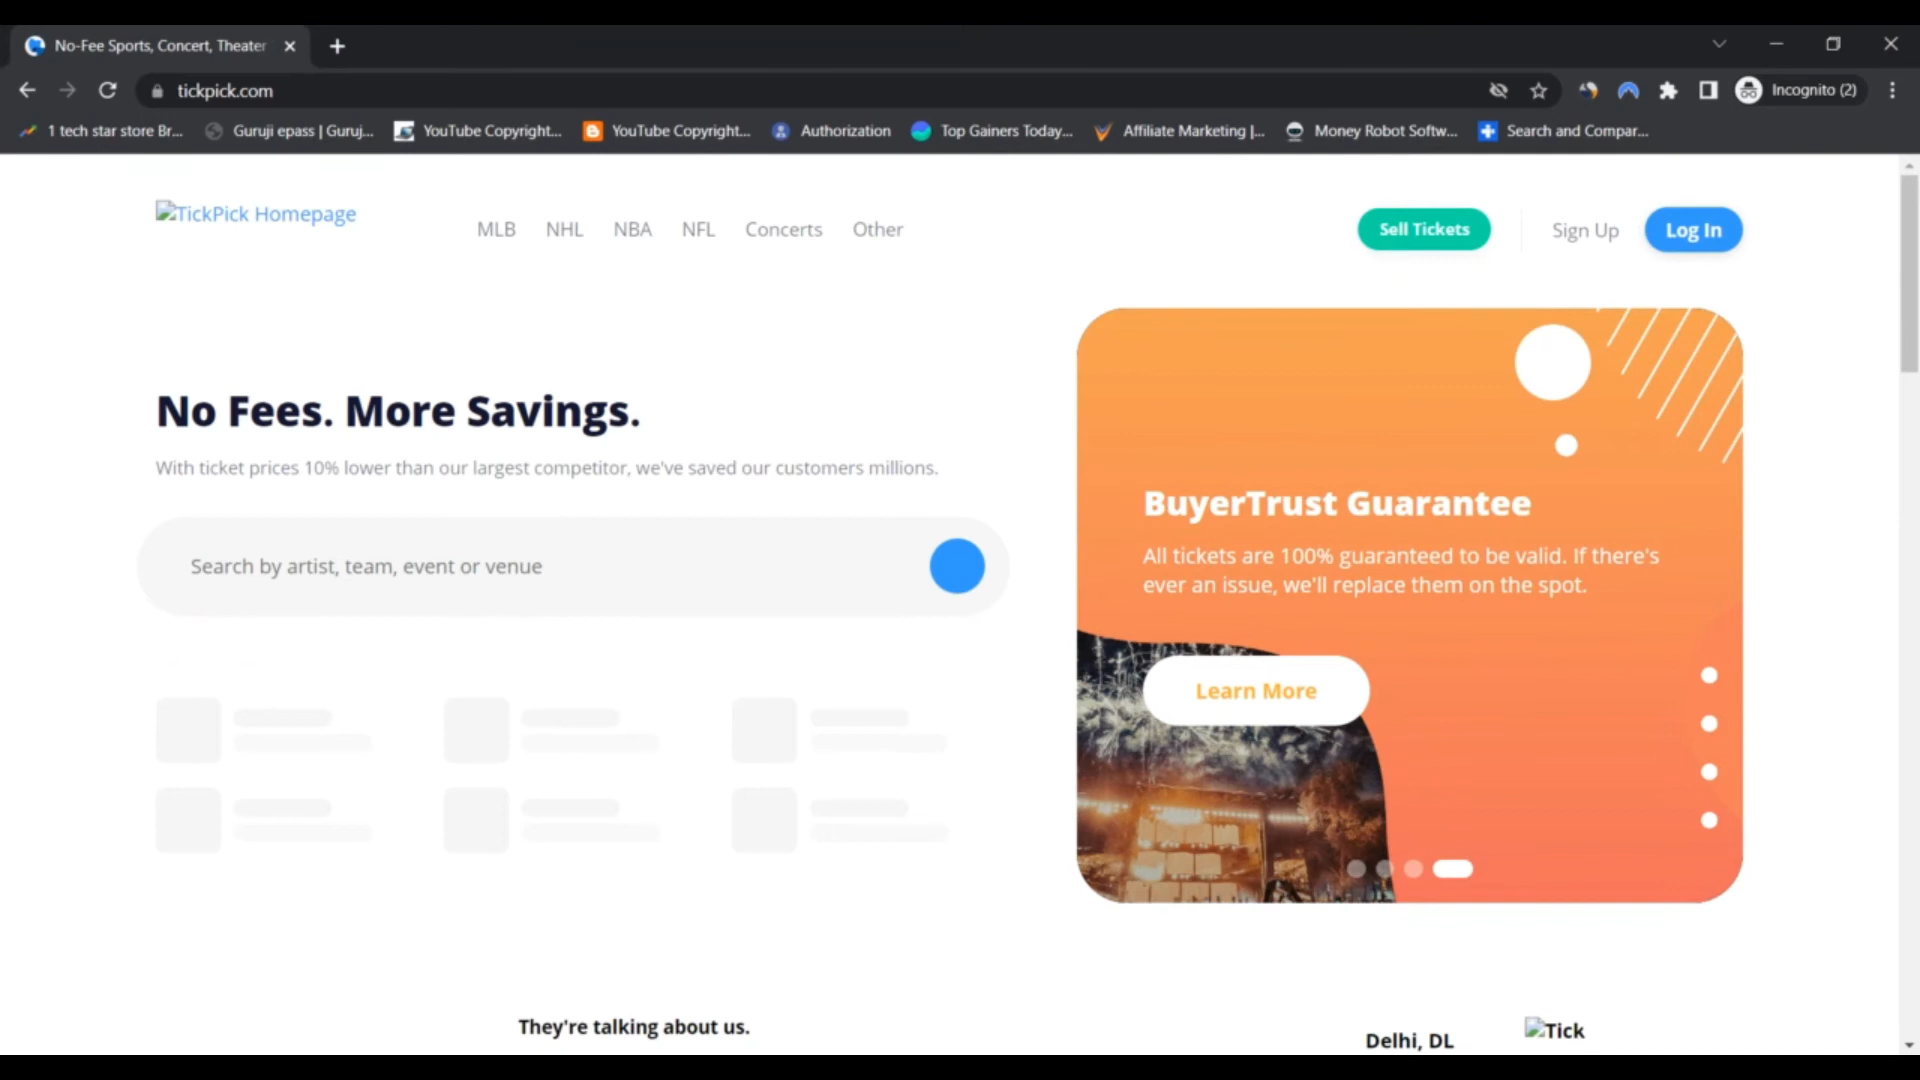 No-Fee Sports, Concert, Theater
tickpick.com
Incognito (2)
1 tech star store Br...
Guruji epass | Guruj...
YouTube Copyright...
YouTube Copyright...
Authorization
Top Gainers Today...
Affiliate Marketing |...
Money Robot Softw...
Search and Compar...
TickPick Homepage
MLB
NHL
NBA
NFL
Concerts
Other
Sell Tickets
Sign Up
Log In
No Fees. More Savings.
With ticket prices 10% lower than our largest competitor, we've saved our customers millions.
Search by artist, team, event or venue
BuyerTrust Guarantee
All tickets are 100% guaranteed to be valid. If there's
ever an issue, we'll replace them on the spot.
Learn More
They're talking about us.
Delhi, DL
Tick